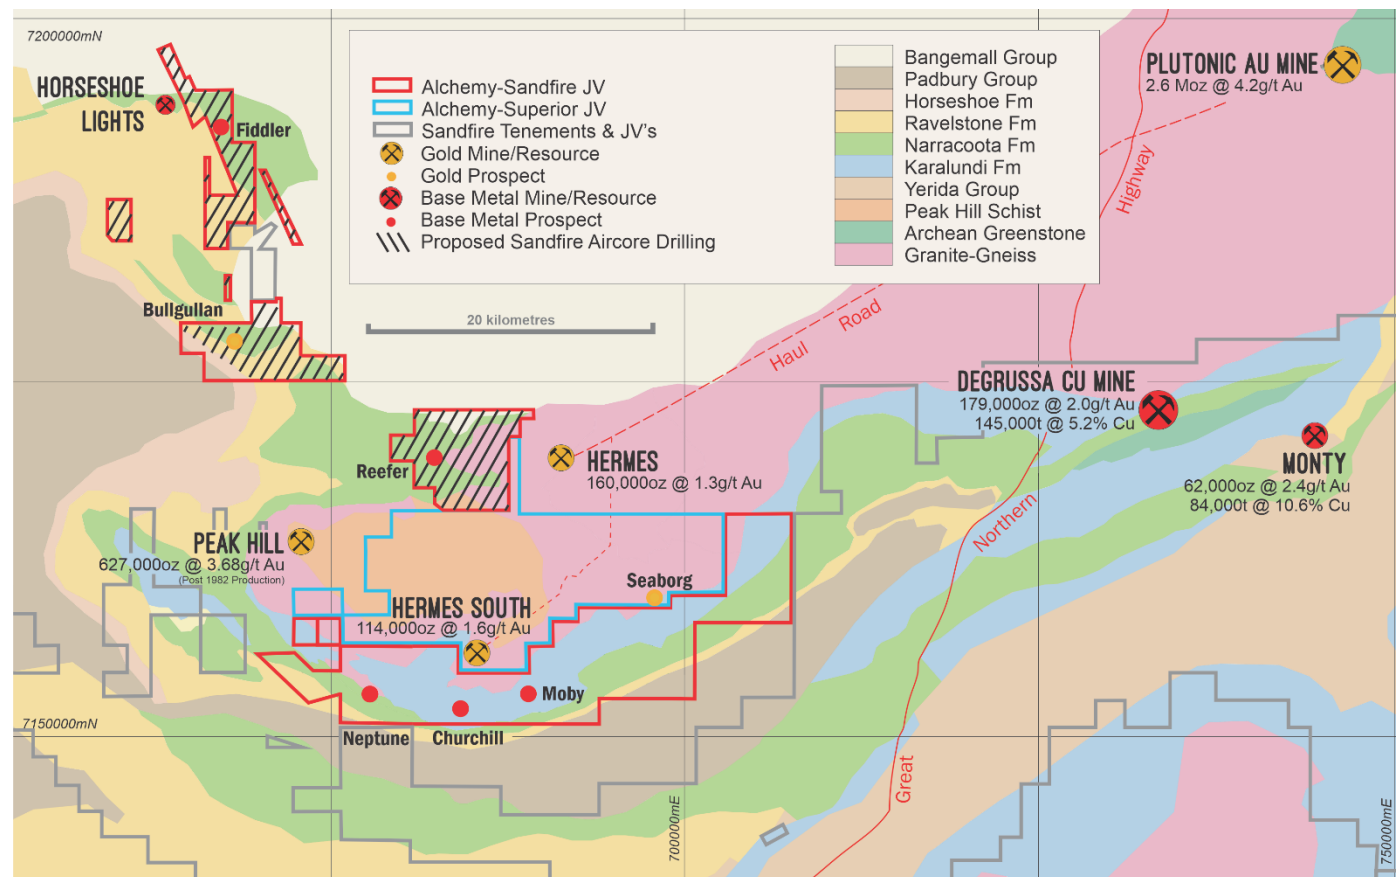 7200000mN
HORSESHOE
LIGHTS
Fiddler
Alchemy-Sandfire JV
Alchemy-Superior JV
Sandfire Tenements & JV's
Gold Mine/Resource
Gold Prospect
Base Metal Mine/Resource
Base Metal Prospect
Proposed Sandfire Aircore Drilling
Bangemall Group
Padbury Group
Horseshoe Fm
Ravelstone Fm
Narracoota Fm
Karalundi Fm
Yerida Group
Peak Hill Schist
Archean Greenstone
Granite-Gneiss
PLUTONIC AU MINE
2.6 Moz @ 4.2g/t Au
Highway
Bullgullan
20 kilometres
Haul Road
DEGRUSSA CU MINE
179,000oz @ 2.0g/t Au
145,000t @ 5.2% Cu
Reefer
HERMES
160,000oz @ 1.3g/t Au
MONTY
62,000oz @ 2.4g/t Au
84,000t @ 10.6% Cu
Northern
PEAK HILL
627,000oz @ 3.68g/t Au
(Post 1982 Production)
Seaborg
HERMES SOUTH
114,000oz @ 1.6g/t Au
Moby
7150000mN
Neptune
Churchill
Great
700000mE
750000mE